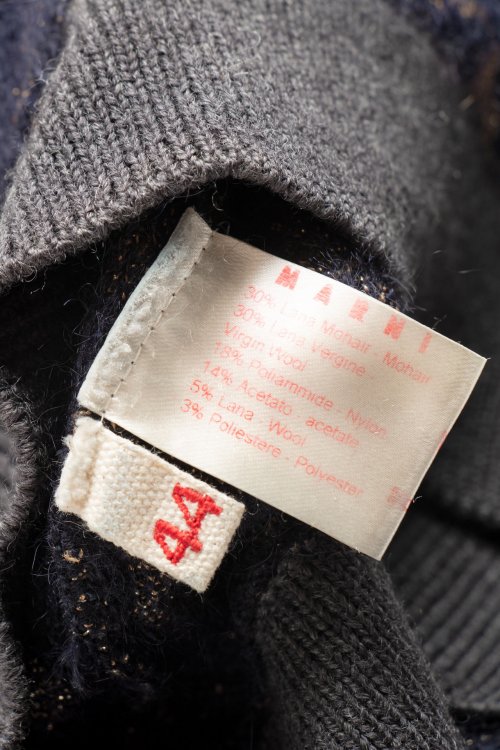 MARNI
30% Lana Mohair - Mohair
30% Lana Vergine -
Virgin Wool
18% Poliammide - Nylon
14% Acetato - acetate
5% Lana - Wool
3% Poliestere - Polyester
44